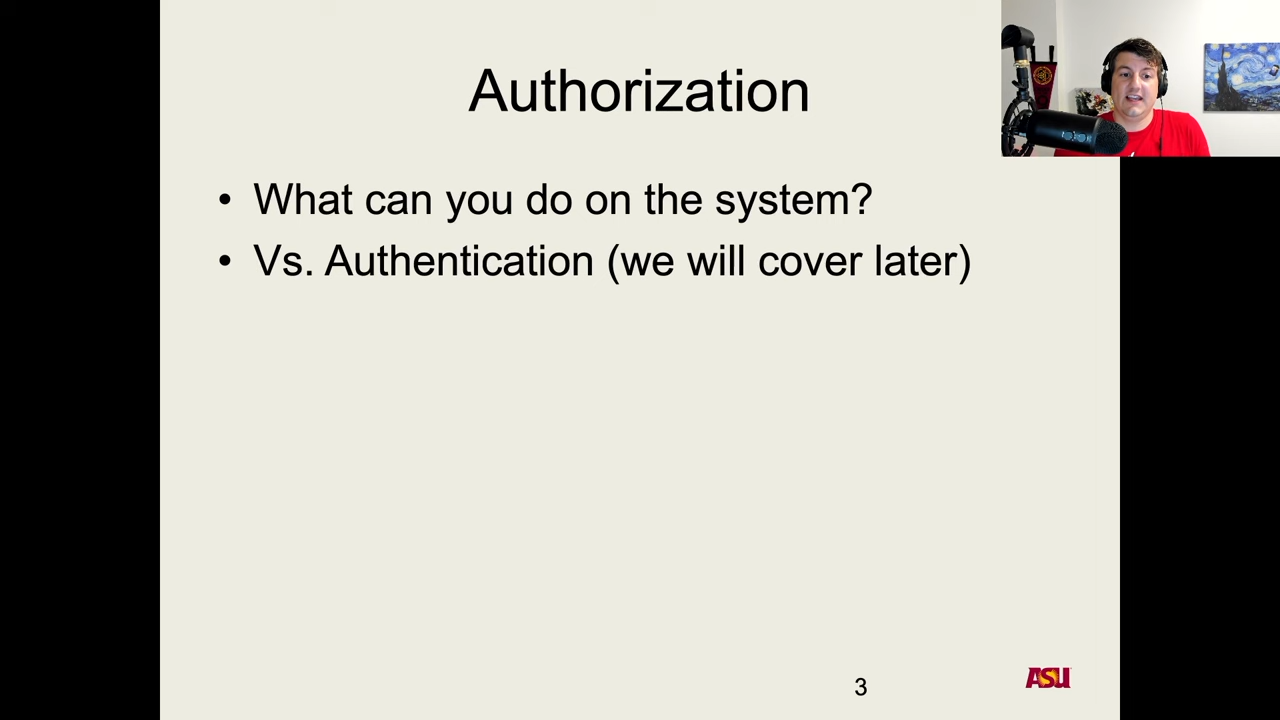 Authorization
• What can you do on the system?
• Vs. Authentication (we will cover later)
3
ASU